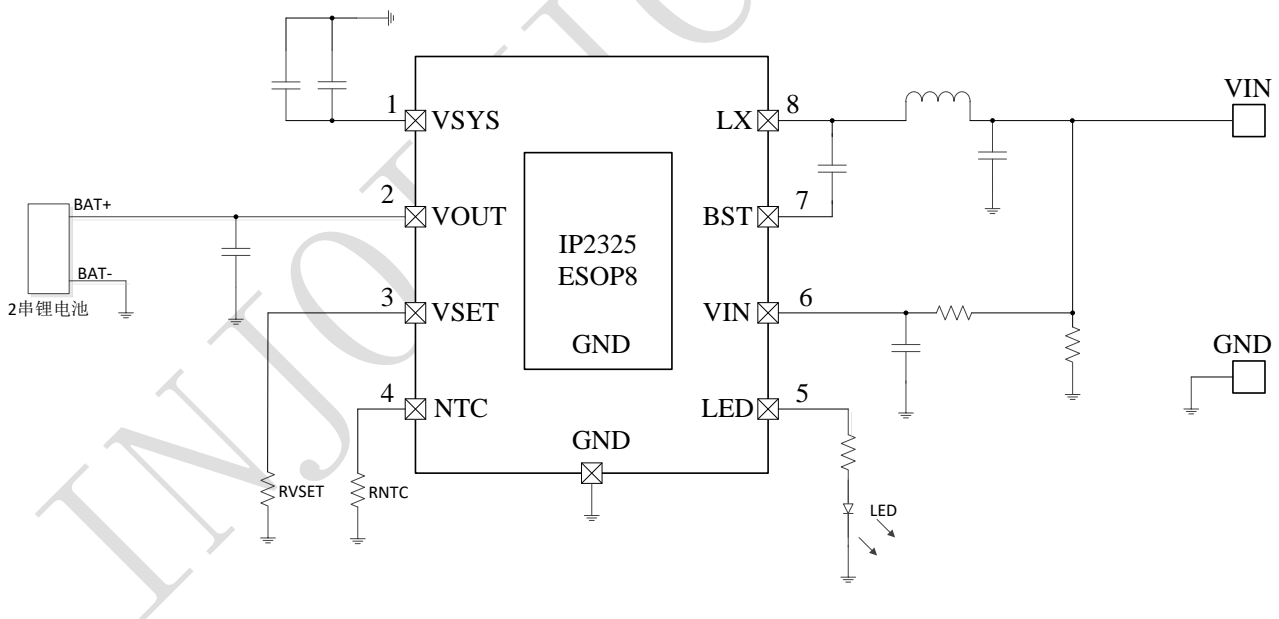 VIN
1
VSYS
LX
8
2
VOUT
BST
7
BAT+
BAT-
2串锂电池
IP2325
ESOP8
GND
3
VSET
VIN
6
GND
4
NTC
LED
5
GND
RVSET
RNTC
LED
INJO